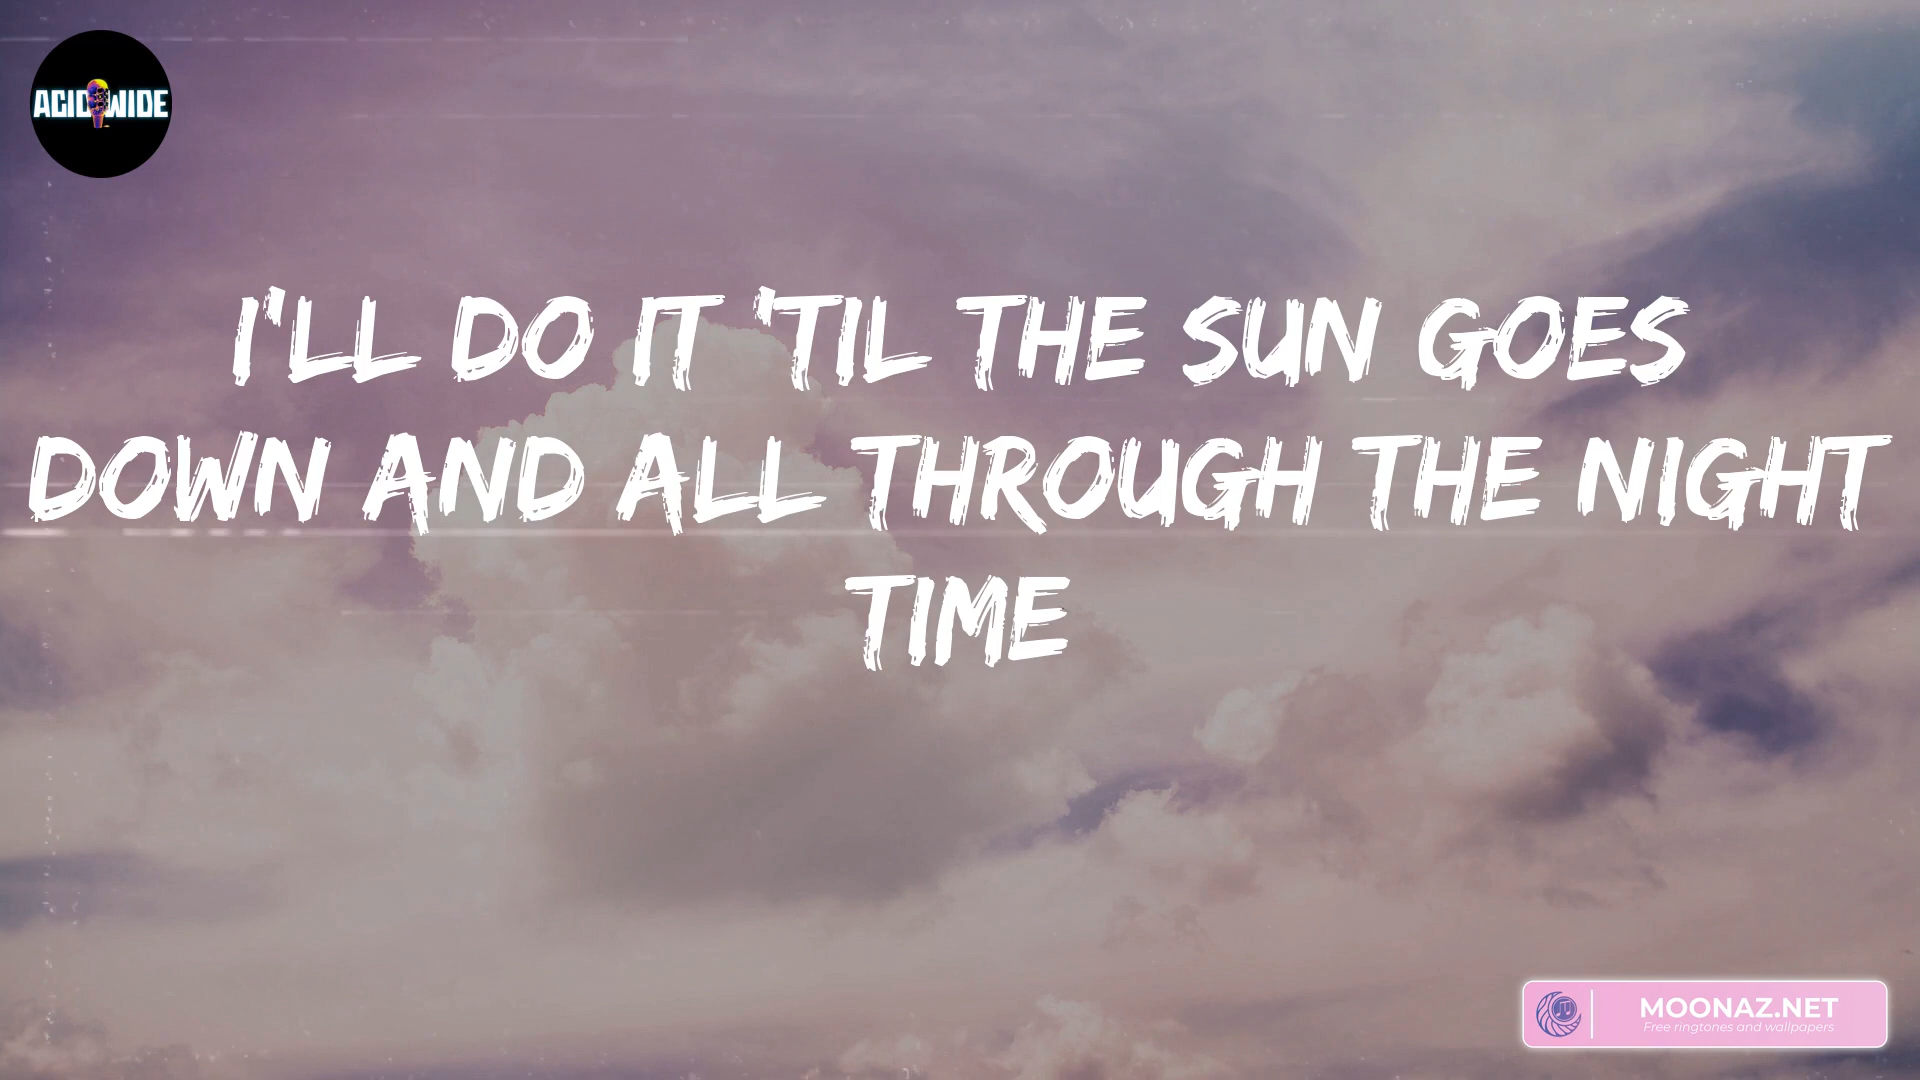 ACID WIDE
I'LL DO IT 'TIL THE SUN GOES
DOWN AND ALL THROUGH THE NIGHT
TIME
MOONAZ.NET
Free ringtones and wallpapers